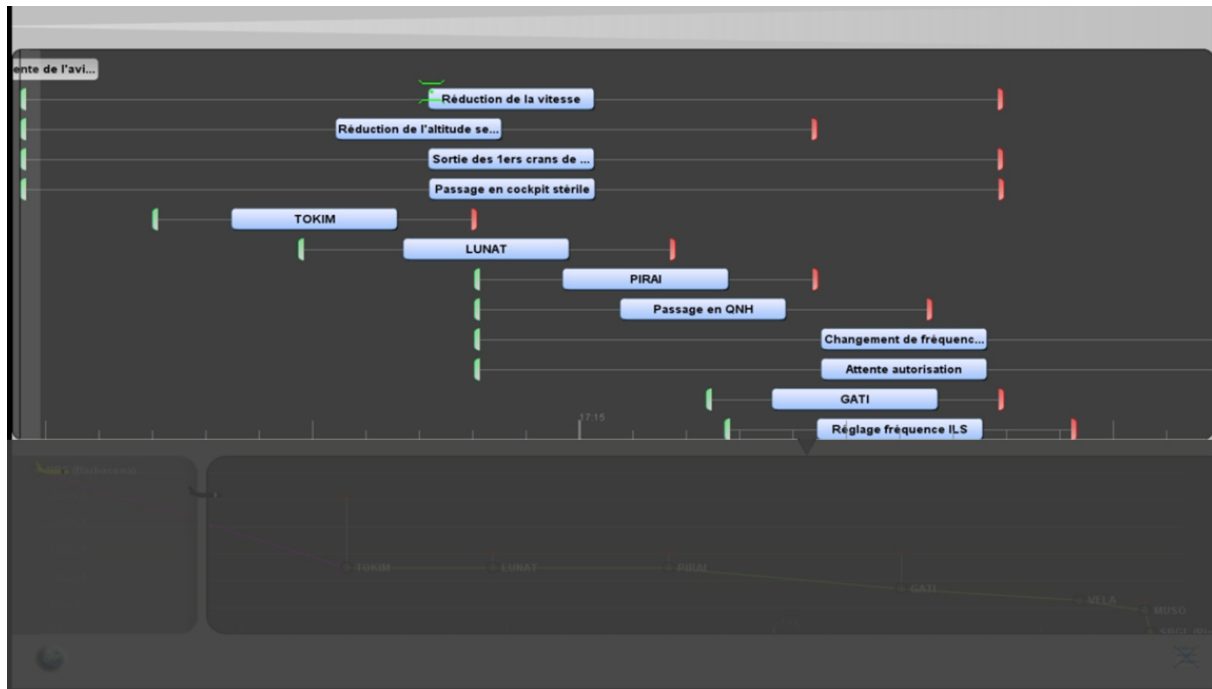 ente de l'avi...
Réduction de la vitesse
Réduction de l'altitude se...
Sortie des 1ers crans de ...
Passage en cockpit stérile
TOKIM
LUNAT
PIRAI
Passage en QNH
Changement de fréquenc...
Attente autorisation
GATI
17:15
Réglage fréquence ILS
TOKIM
LUNAT
PIRAI
GATI
VELA
MUSO